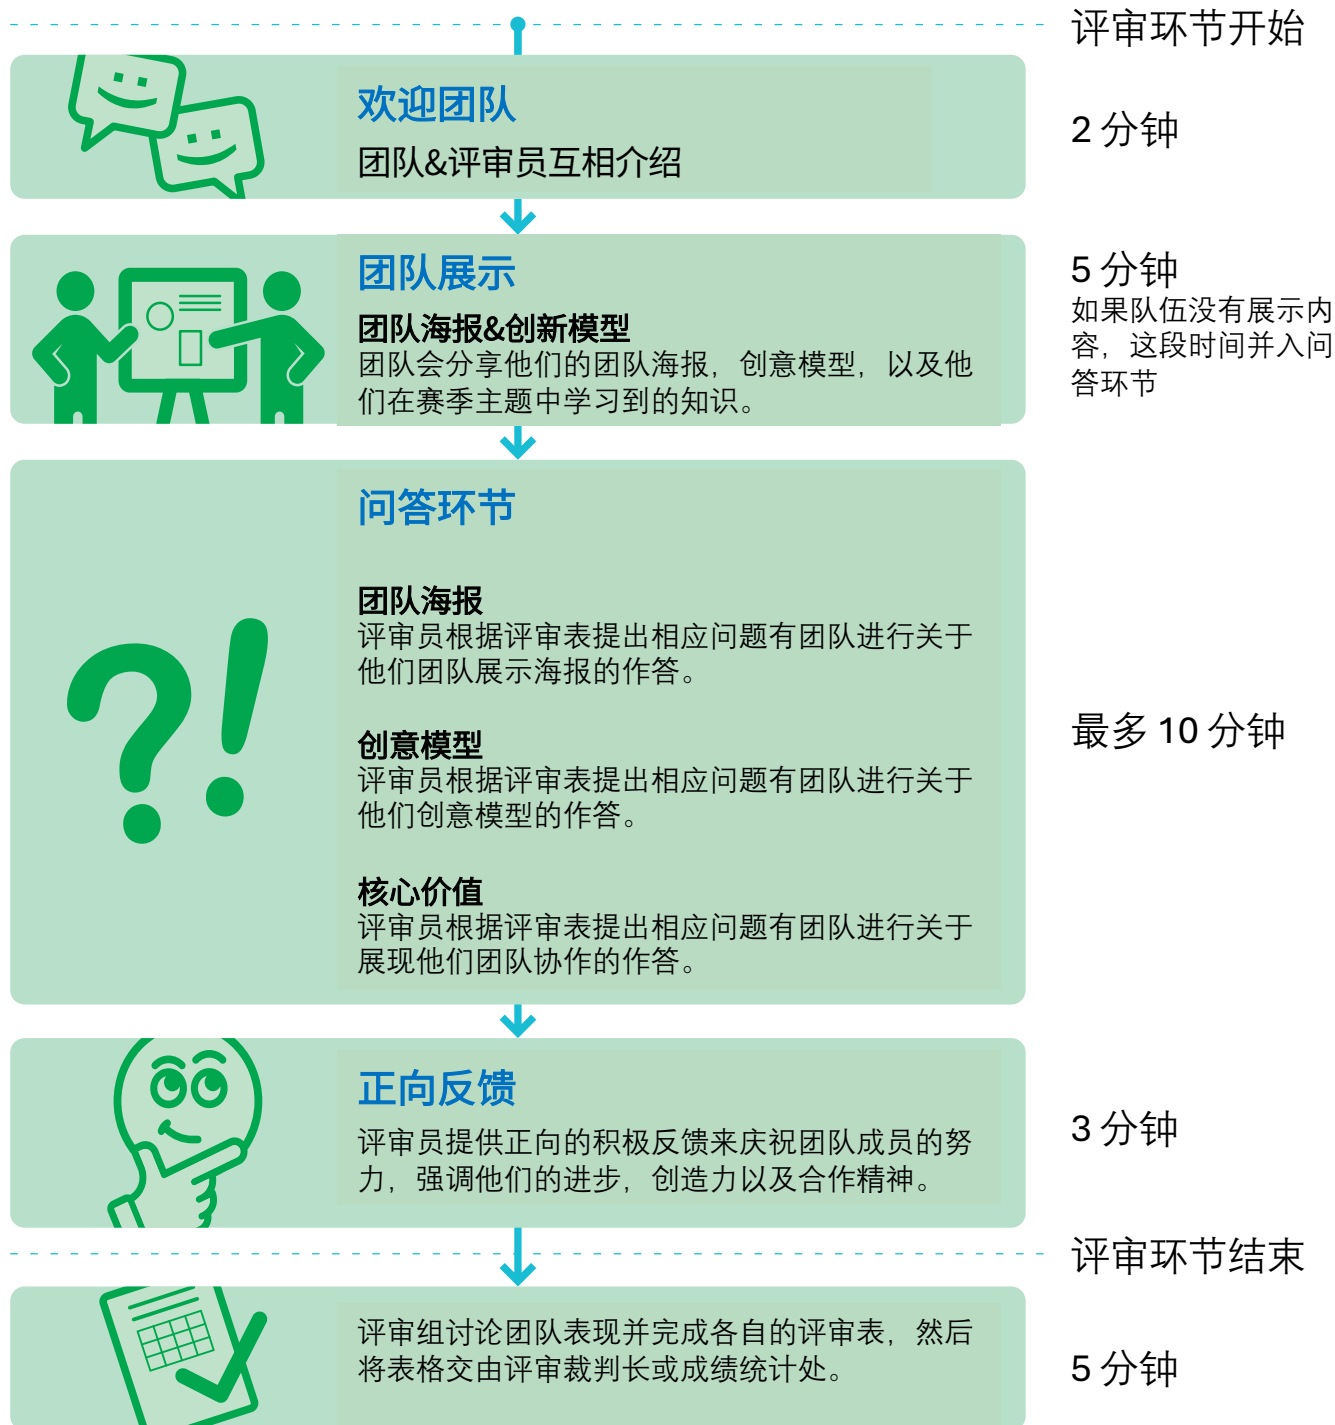 评审环节开始
欢迎团队
团队&评审员互相介绍
2 分钟
团队展示
团队海报&创新模型
团队会分享他们的团队海报，创意模型，以及他
们在赛季主题中学习到的知识。
5 分钟
如果队伍没有展示内
容，这段时间并入问
答环节
问答环节
团队海报
评审员根据评审表提出相应问题有团队进行关于
他们团队展示海报的作答。
创意模型
评审员根据评审表提出相应问题有团队进行关于
他们创意模型的作答。
核心价值
评审员根据评审表提出相应问题有团队进行关于
展现他们团队协作的作答。
最多 10 分钟
正向反馈
评审员提供正向的积极反馈来庆祝团队成员的努
力，强调他们的进步，创造力以及合作精神。
3 分钟
评审环节结束
评审组讨论团队表现并完成各自的评审表，然后
将表格交由评审裁判长或成绩统计处。
5 分钟